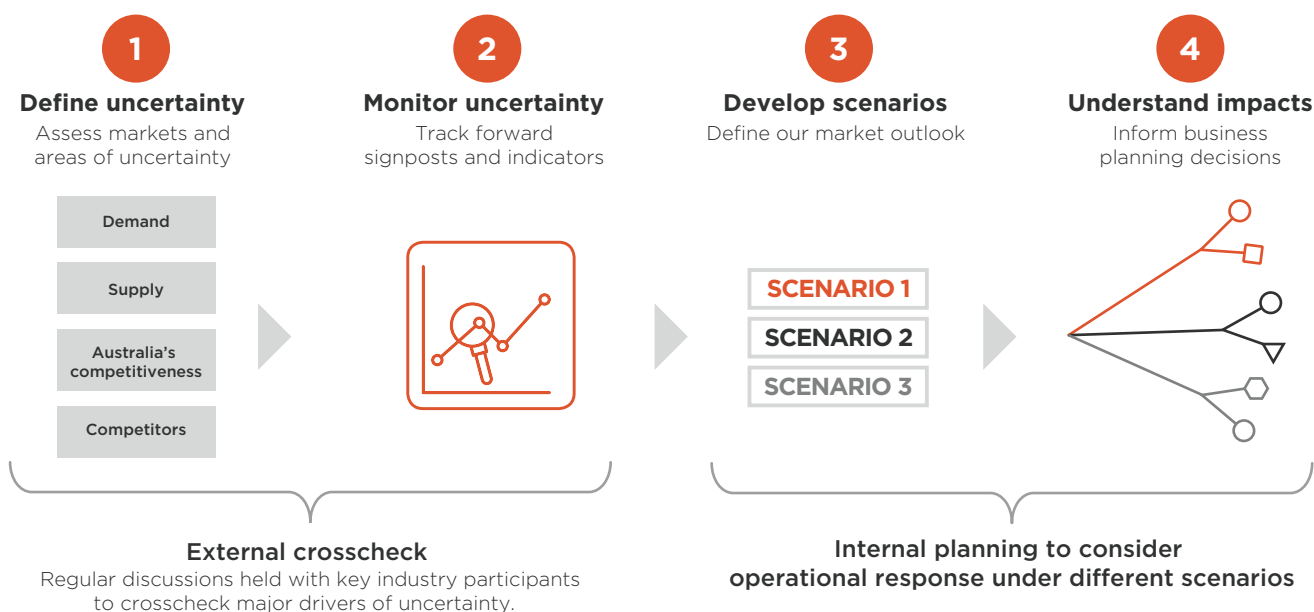 1
Define uncertainty
Assess markets and
areas of uncertainty
Demand
Supply
Australia's
competitiveness
Competitors
2
Monitor uncertainty
Track forward
signposts and indicators
3
Develop scenarios
Define our market outlook
SCENARIO 1
SCENARIO 2
SCENARIO 3
4
Understand impacts
Inform business
planning decisions
External crosscheck
Regular discussions held with key industry participants
to crosscheck major drivers of uncertainty.
Internal planning to consider
operational response under different scenarios